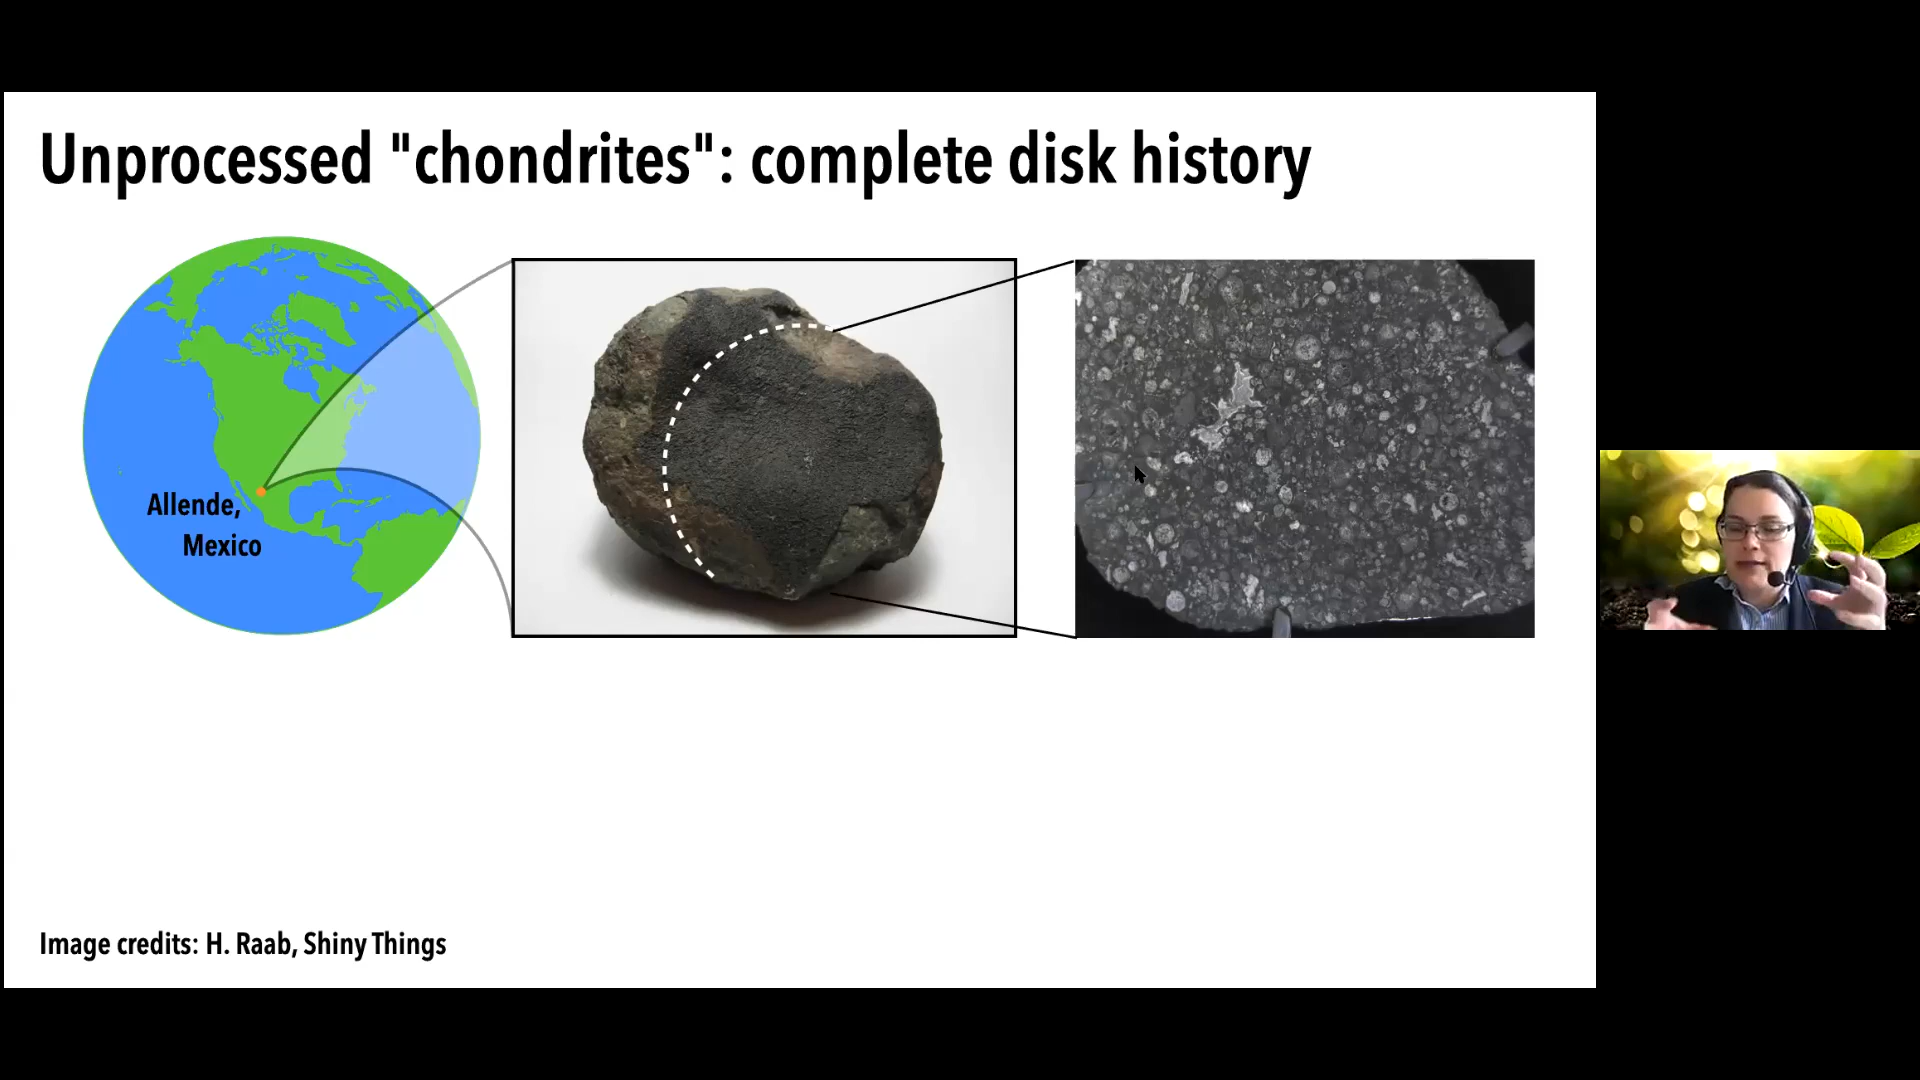 Unprocessed "chondrites": complete disk history
Allende,
Mexico
Image credits: H. Raab, Shiny Things